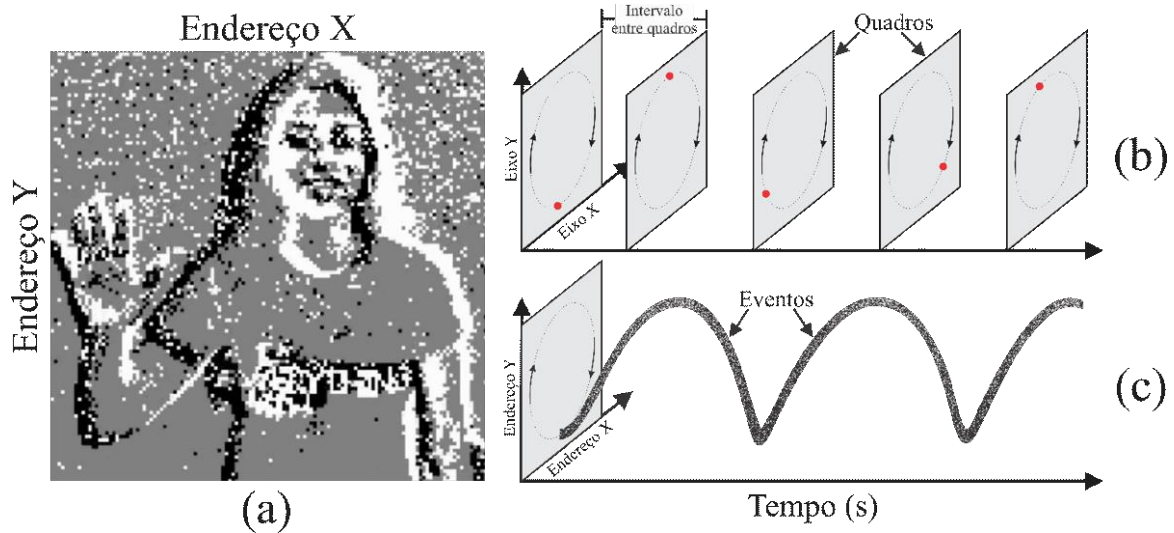 Endereço X
Endereço Y
(a)
Intervalo
entre quadros
Quadros
Eixo Y
Eixo X
(b)
Eventos
Endereço Y
Endereço X
(c)
Tempo (s)